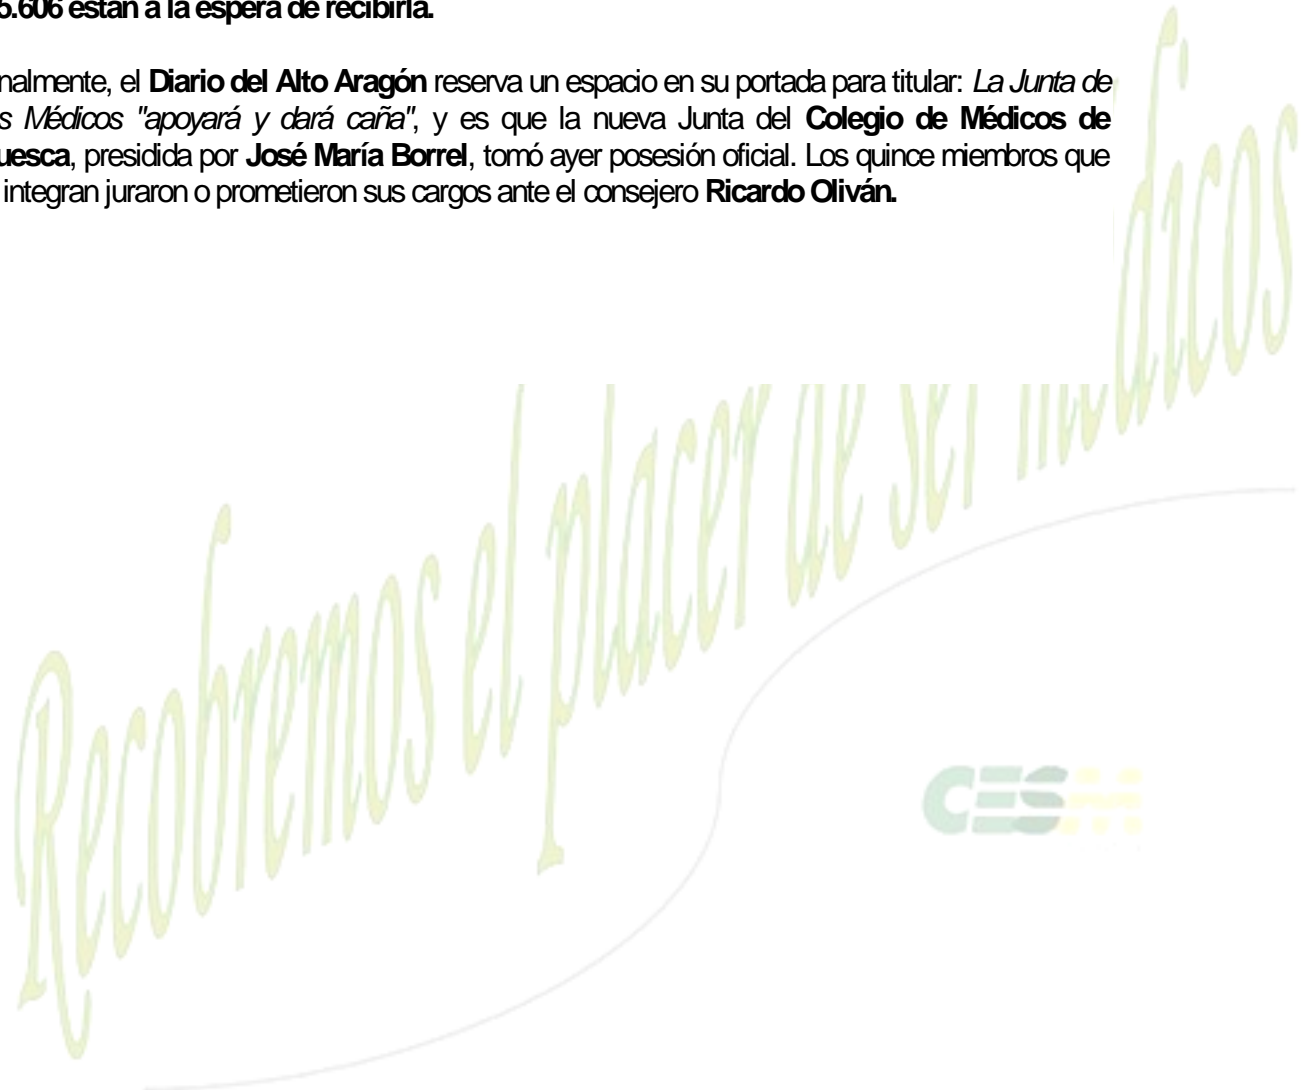 5.606 están a la espera de recibirla.
nalmente, el Diario del Alto Aragón reserva un espacio en su portada para titular: La Junta de
s Médicos "apoyará y dará caña", y es que la nueva Junta del Colegio de Médicos de
uesca, presidida por José María Borrel, tomó ayer posesión oficial. Los quince miembros que
integran juraron o prometieron sus cargos ante el consejero Ricardo Oliván.
Recobremos el placer de ser médicos
CESM